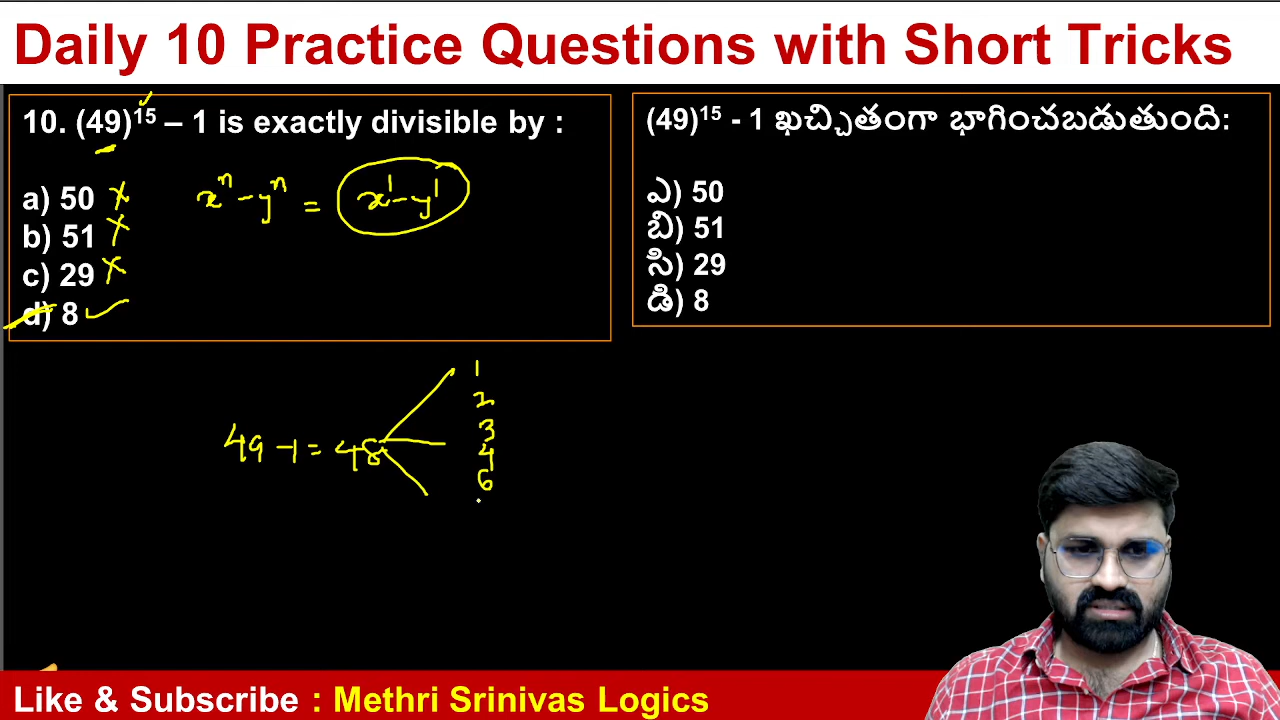 Daily 10 Practice Questions with Short Tricks
10. (49)¹⁵ – 1 is exactly divisible by :
a) 50 ×
b) 51 ×
c) 29 ×
d) 8 ✓
xⁿ - yⁿ = x¹ - y¹
49 - 1 = 48
1
2
3
4
6
(49)¹⁵ - 1 ఖచ్చితంగా భాగించబడుతుంది:
ఎ) 50
బి) 51
సి) 29
డి) 8
Like & Subscribe : Methri Srinivas Logics